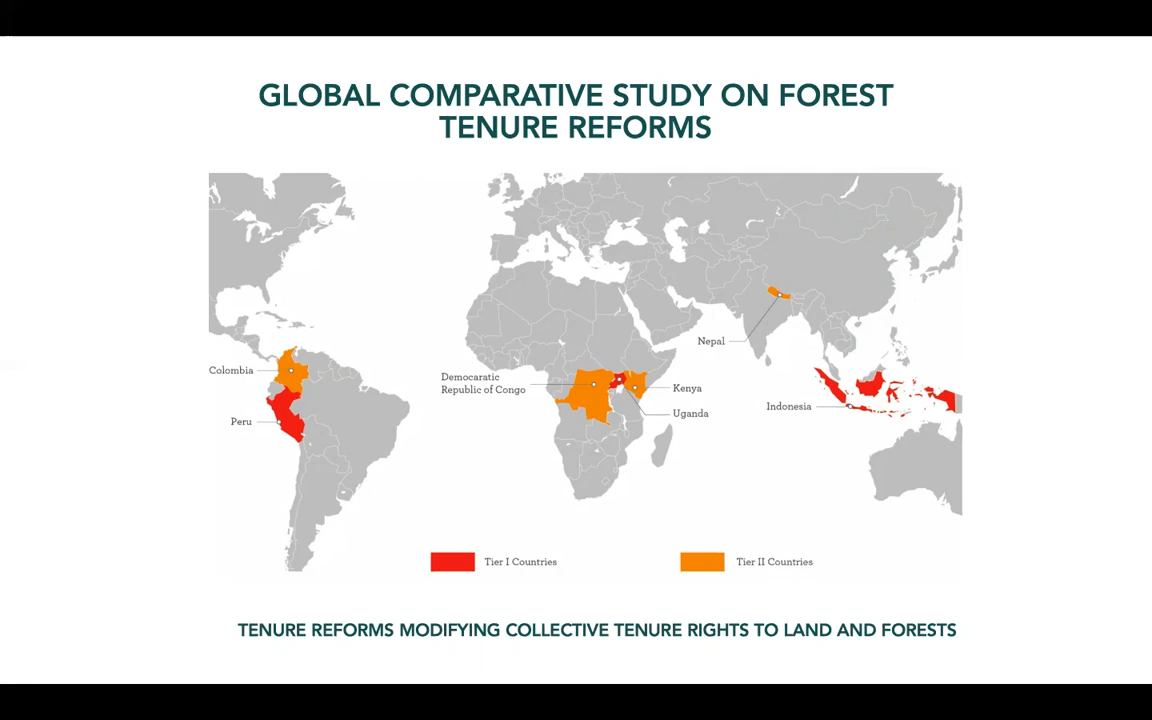 GLOBAL COMPARATIVE STUDY ON FOREST
TENURE REFORMS
Colombia
Peru
Democaratic
Republic of Congo
Kenya
Uganda
Nepal
Indonesia
Tier I Countries
Tier II Countries
TENURE REFORMS MODIFYING COLLECTIVE TENURE RIGHTS TO LAND AND FORESTS